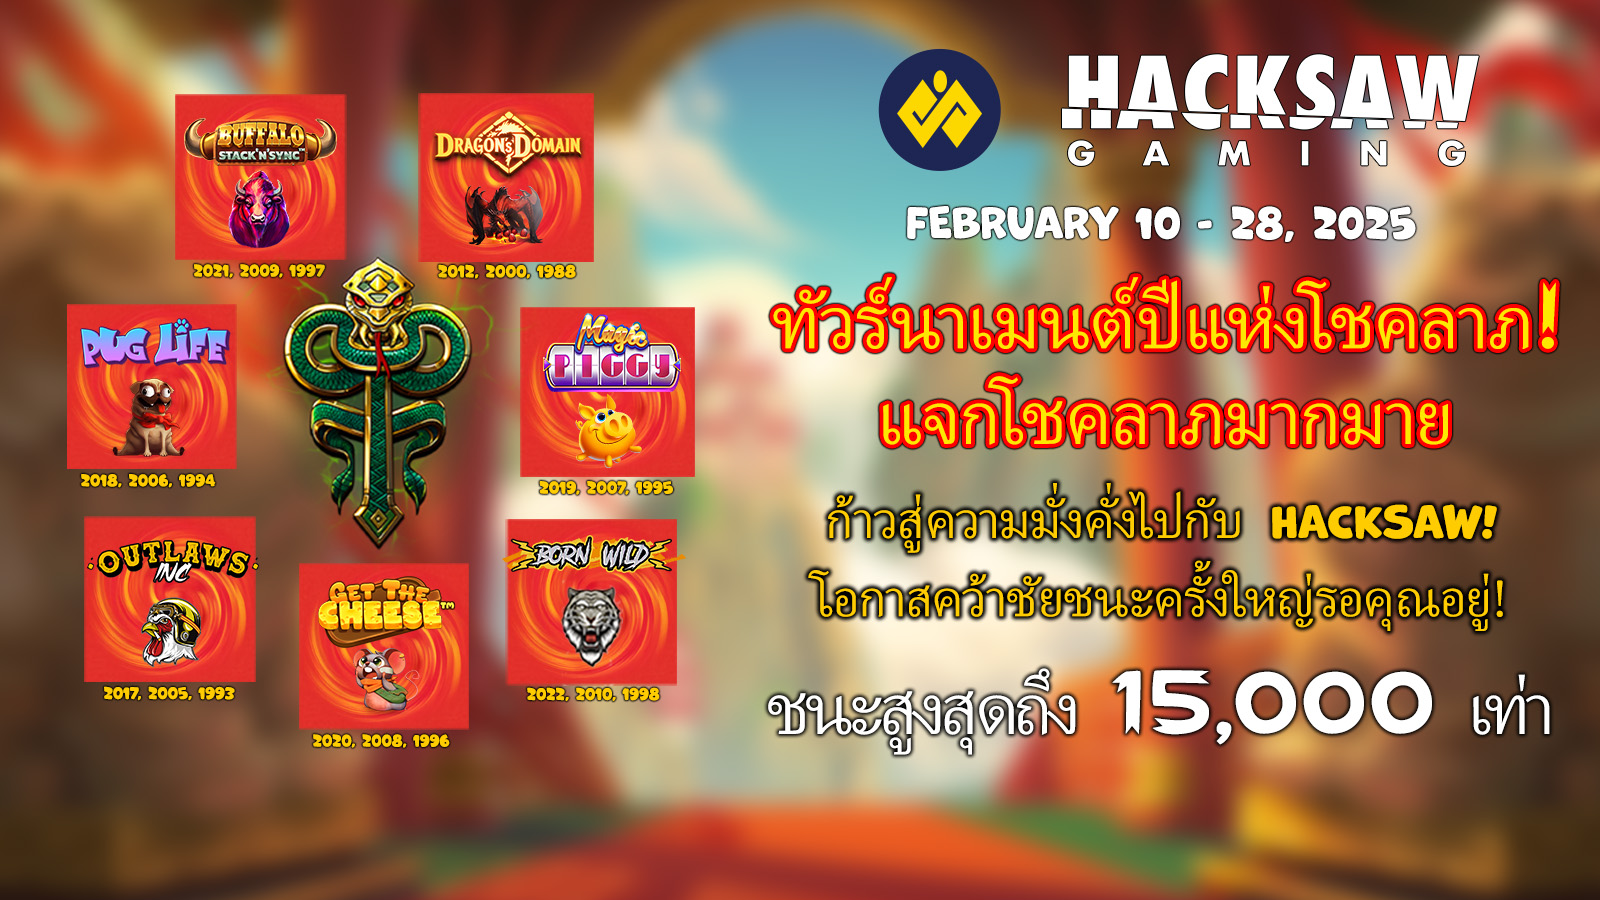 BUFFALO
STACK'N'SYNC™
2021, 2009, 1997
DRAGON'S DOMAIN
2012, 2000, 1988
PUG LIFE
2018, 2006, 1994
Magic
PIGGY
2019, 2007, 1995
OUTLAWS
INC
2017, 2005, 1993
GET THE
CHEESE™
2020, 2008, 1996
BORN WILD
2022, 2010, 1998
HACKSAW
GAMING
FEBRUARY 10 - 28, 2025
ทัวร์นาเมนต์ปีแห่งโชคลาภ!
แจกโชคลาภมากมาย
ก้าวสู่ความมั่งคั่งไปกับ HACKSAW!
โอกาสคว้าชัยชนะครั้งใหญ่รอคุณอยู่!
ชนะสูงสุดถึง 15,000 เท่า